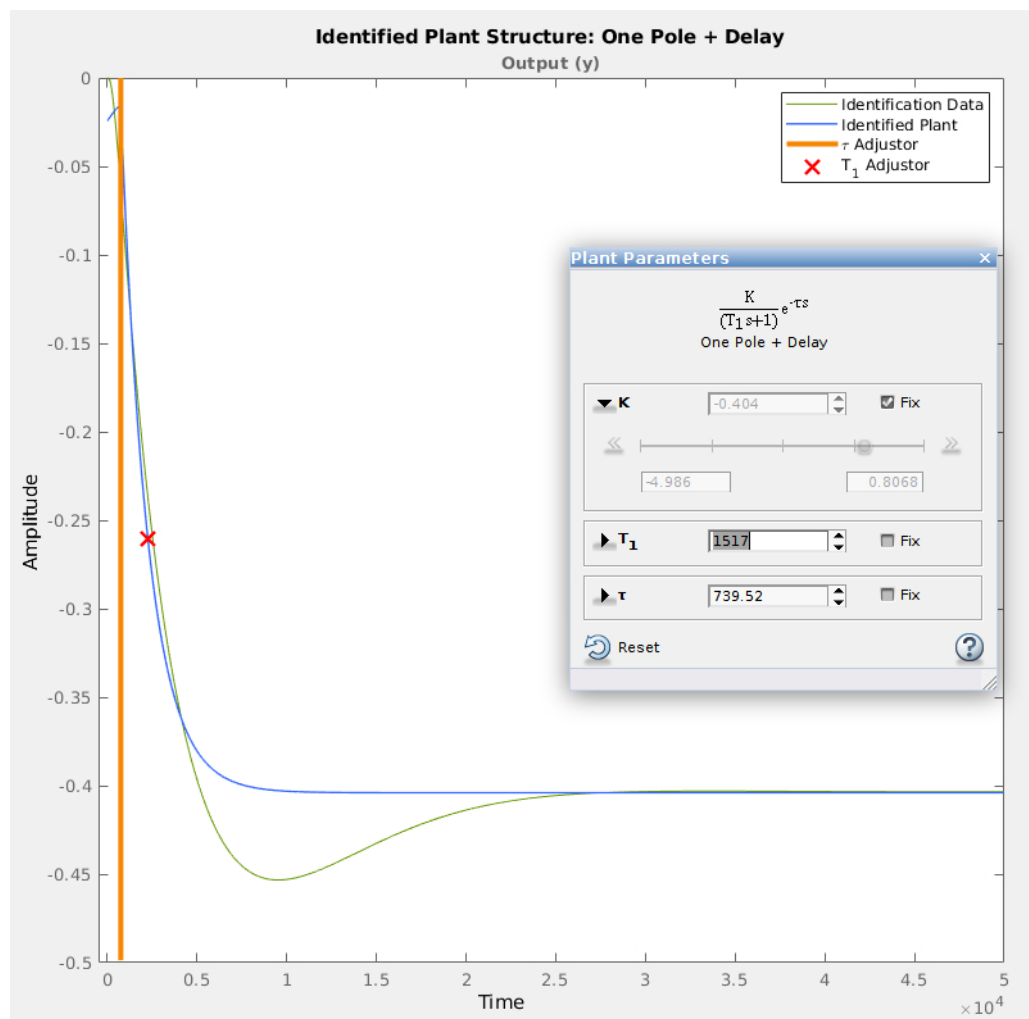 Identified Plant Structure: One Pole + Delay
Output (y)
Identification Data
Identified Plant
τ Adjustor
T1 Adjustor
Amplitude
0
-0.05
-0.1
-0.15
-0.2
-0.25
-0.3
-0.35
-0.4
-0.45
-0.5
0 0.5 1 1.5 2 2.5 3 3.5 4 4.5 5
Time
×10^4
Plant Parameters
K
(T1s+1) e-τs
One Pole + Delay
K -0.404 Fix
-4.986 0.8068
T1 1517 Fix
τ 739.52 Fix
Reset ?